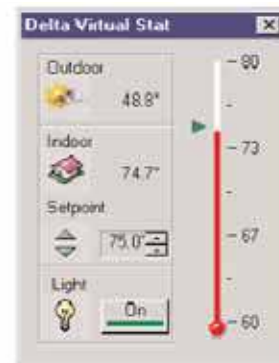 Delta Virtual Stat
Outdoor
48.8°
Indoor
74.7°
Setpoint
75.0°
Light
On
80
73
67
60